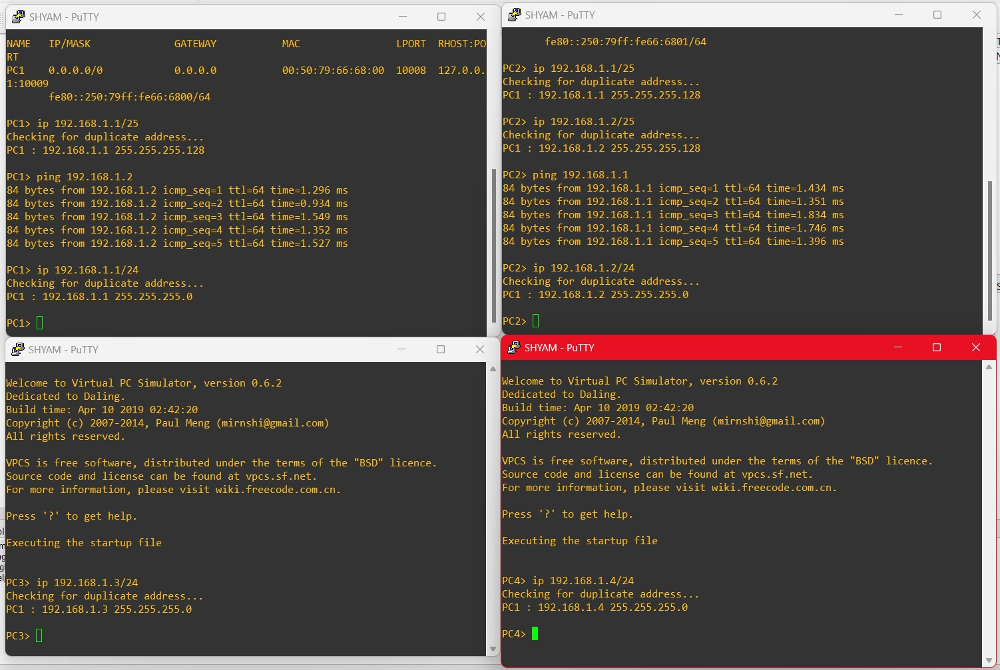 SHYAM - PuTTY
NAME IP/MASK GATEWAY MAC LPORT RHOST:PO
RT
PC1 0.0.0.0/0 0.0.0.0 00:50:79:66:68:00 10008 127.0.0.
1:10009
fe80::250:79ff:fe66:6800/64
PC1> ip 192.168.1.1/25
Checking for duplicate address...
PC1 : 192.168.1.1 255.255.255.128
PC1> ping 192.168.1.2
84 bytes from 192.168.1.2 icmp_seq=1 ttl=64 time=1.296 ms
84 bytes from 192.168.1.2 icmp_seq=2 ttl=64 time=0.934 ms
84 bytes from 192.168.1.2 icmp_seq=3 ttl=64 time=1.549 ms
84 bytes from 192.168.1.2 icmp_seq=4 ttl=64 time=1.352 ms
84 bytes from 192.168.1.2 icmp_seq=5 ttl=64 time=1.527 ms
PC1> ip 192.168.1.1/24
Checking for duplicate address...
PC1 : 192.168.1.1 255.255.255.0
PC1>
SHYAM - PuTTY
fe80::250:79ff:fe66:6801/64
PC2> ip 192.168.1.1/25
Checking for duplicate address...
PC1 : 192.168.1.1 255.255.255.128
PC2> ip 192.168.1.2/25
Checking for duplicate address...
PC1 : 192.168.1.2 255.255.255.128
PC2> ping 192.168.1.1
84 bytes from 192.168.1.1 icmp_seq=1 ttl=64 time=1.434 ms
84 bytes from 192.168.1.1 icmp_seq=2 ttl=64 time=1.351 ms
84 bytes from 192.168.1.1 icmp_seq=3 ttl=64 time=1.834 ms
84 bytes from 192.168.1.1 icmp_seq=4 ttl=64 time=1.746 ms
84 bytes from 192.168.1.1 icmp_seq=5 ttl=64 time=1.396 ms
PC2> ip 192.168.1.2/24
Checking for duplicate address...
PC1 : 192.168.1.2 255.255.255.0
PC2>
SHYAM - PuTTY
Welcome to Virtual PC Simulator, version 0.6.2
Dedicated to Daling.
Build time: Apr 10 2019 02:42:20
Copyright (c) 2007-2014, Paul Meng (mirnshi@gmail.com)
All rights reserved.
VPCS is free software, distributed under the terms of the "BSD" licence.
Source code and license can be found at vpcs.sf.net.
For more information, please visit wiki.freecode.com.cn.
Press '?' to get help.
Executing the startup file
PC3> ip 192.168.1.3/24
Checking for duplicate address...
PC1 : 192.168.1.3 255.255.255.0
PC3>
SHYAM - PuTTY
Welcome to Virtual PC Simulator, version 0.6.2
Dedicated to Daling.
Build time: Apr 10 2019 02:42:20
Copyright (c) 2007-2014, Paul Meng (mirnshi@gmail.com)
All rights reserved.
VPCS is free software, distributed under the terms of the "BSD" licence.
Source code and license can be found at vpcs.sf.net.
For more information, please visit wiki.freecode.com.cn.
Press '?' to get help.
Executing the startup file
PC4> ip 192.168.1.4/24
Checking for duplicate address...
PC1 : 192.168.1.4 255.255.255.0
PC4>